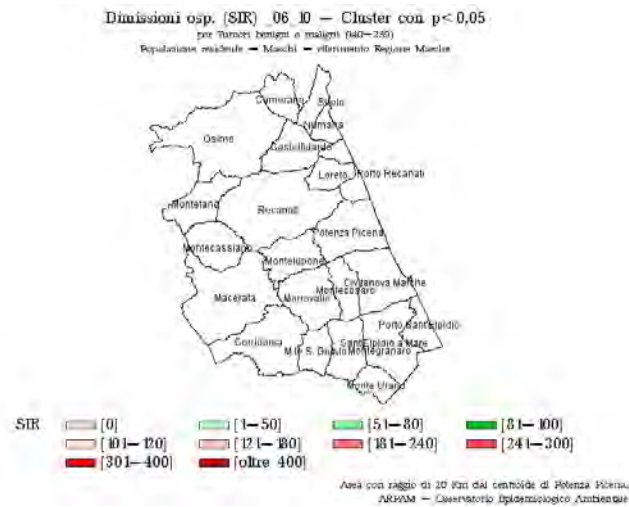 Dimissioni osp. (SIR) 06_10 — Cluster con p< 0,05
per Tumori benigni e maligni (140—239)
Popolazione residente — Maschi — riferimento Regione Marche
Camerano
Sirolo
Numana
Osimo
Castelfidardo
Loreto
Porto Recanati
Montefano
Recanati
Potenza Picena
Montecassiano
Montelupone
Civitanova Marche
Montecosaro
Macerata
Morrovalle
Porto Sant'Elpidio
Corridonia
Sant'Elpidio a Mare
M.te S. Giusto
Montegranaro
Monte Urano
SIR
[0] [1—50] [51—80] [81—100]
[101—120] [121—180] [181—240] [241—300]
[301—400] [oltre 400]
Area con raggio di 20 Km dal centroide di Potenza Picena.
ARPAM — Osservatorio Epidemiologico Ambientale